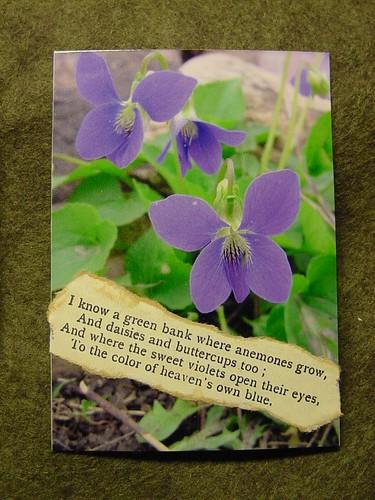 I know a green bank where anemones grow,
And daisies and buttercups too ;
And where the sweet violets open their eyes,
To the color of heaven's own blue.